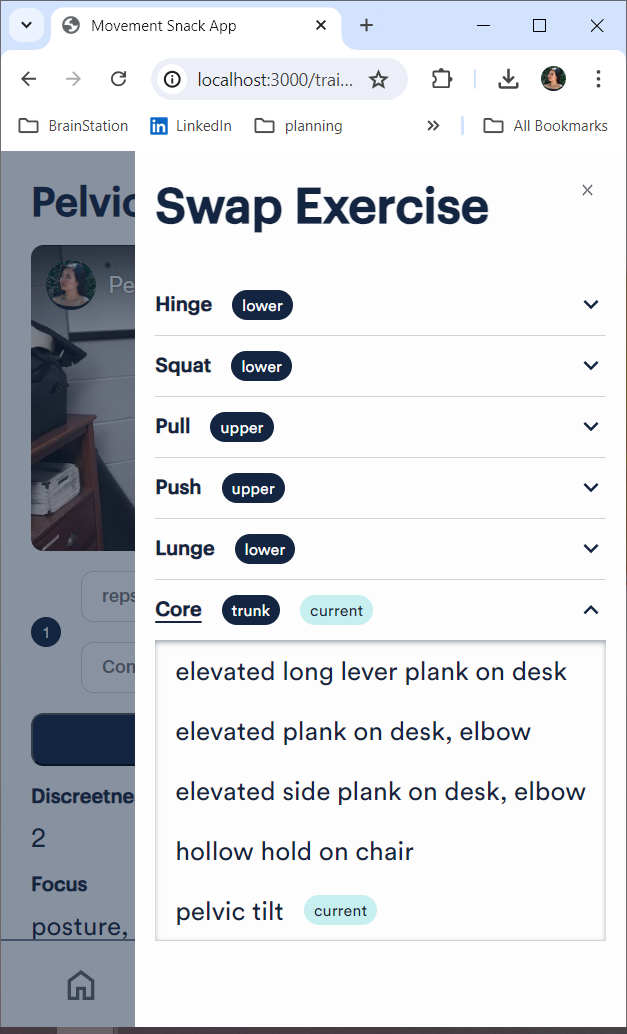 Movement Snack App
localhost:3000/trai...
BrainStation
LinkedIn
planning
All Bookmarks
Pelvic
Pe
Swap Exercise
Hinge lower
Squat lower
Pull upper
Push upper
Lunge lower
Core trunk current
elevated long lever plank on desk
elevated plank on desk, elbow
elevated side plank on desk, elbow
hollow hold on chair
pelvic tilt current
reps
1
Com
Discreetne
2
Focus
posture,